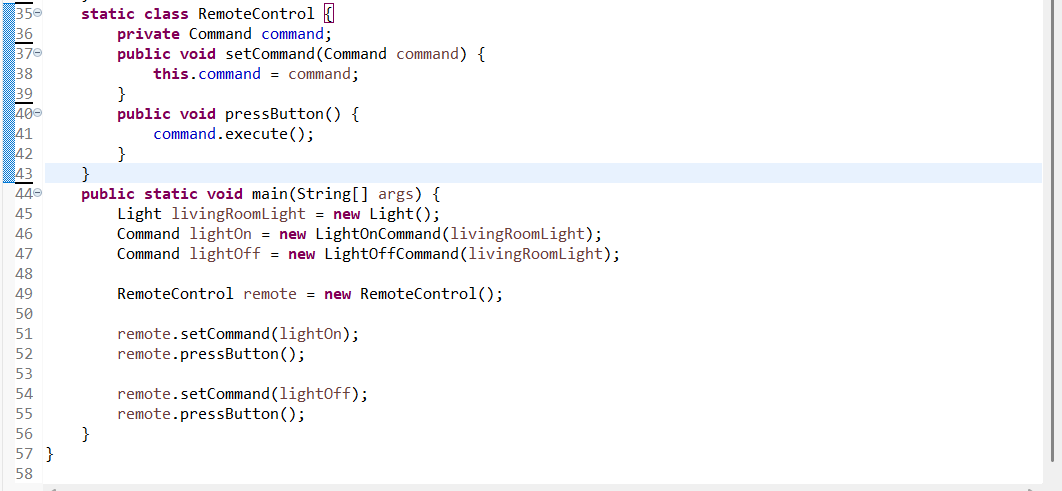 35 static class RemoteControl {
36 private Command command;
37 public void setCommand(Command command) {
38 this.command = command;
39 }
40 public void pressButton() {
41 command.execute();
42 }
43 }
44 public static void main(String[] args) {
45 Light livingRoomLight = new Light();
46 Command lightOn = new LightOnCommand(livingRoomLight);
47 Command lightOff = new LightOffCommand(livingRoomLight);
48
49 RemoteControl remote = new RemoteControl();
50
51 remote.setCommand(lightOn);
52 remote.pressButton();
53
54 remote.setCommand(lightOff);
55 remote.pressButton();
56 }
57 }
58